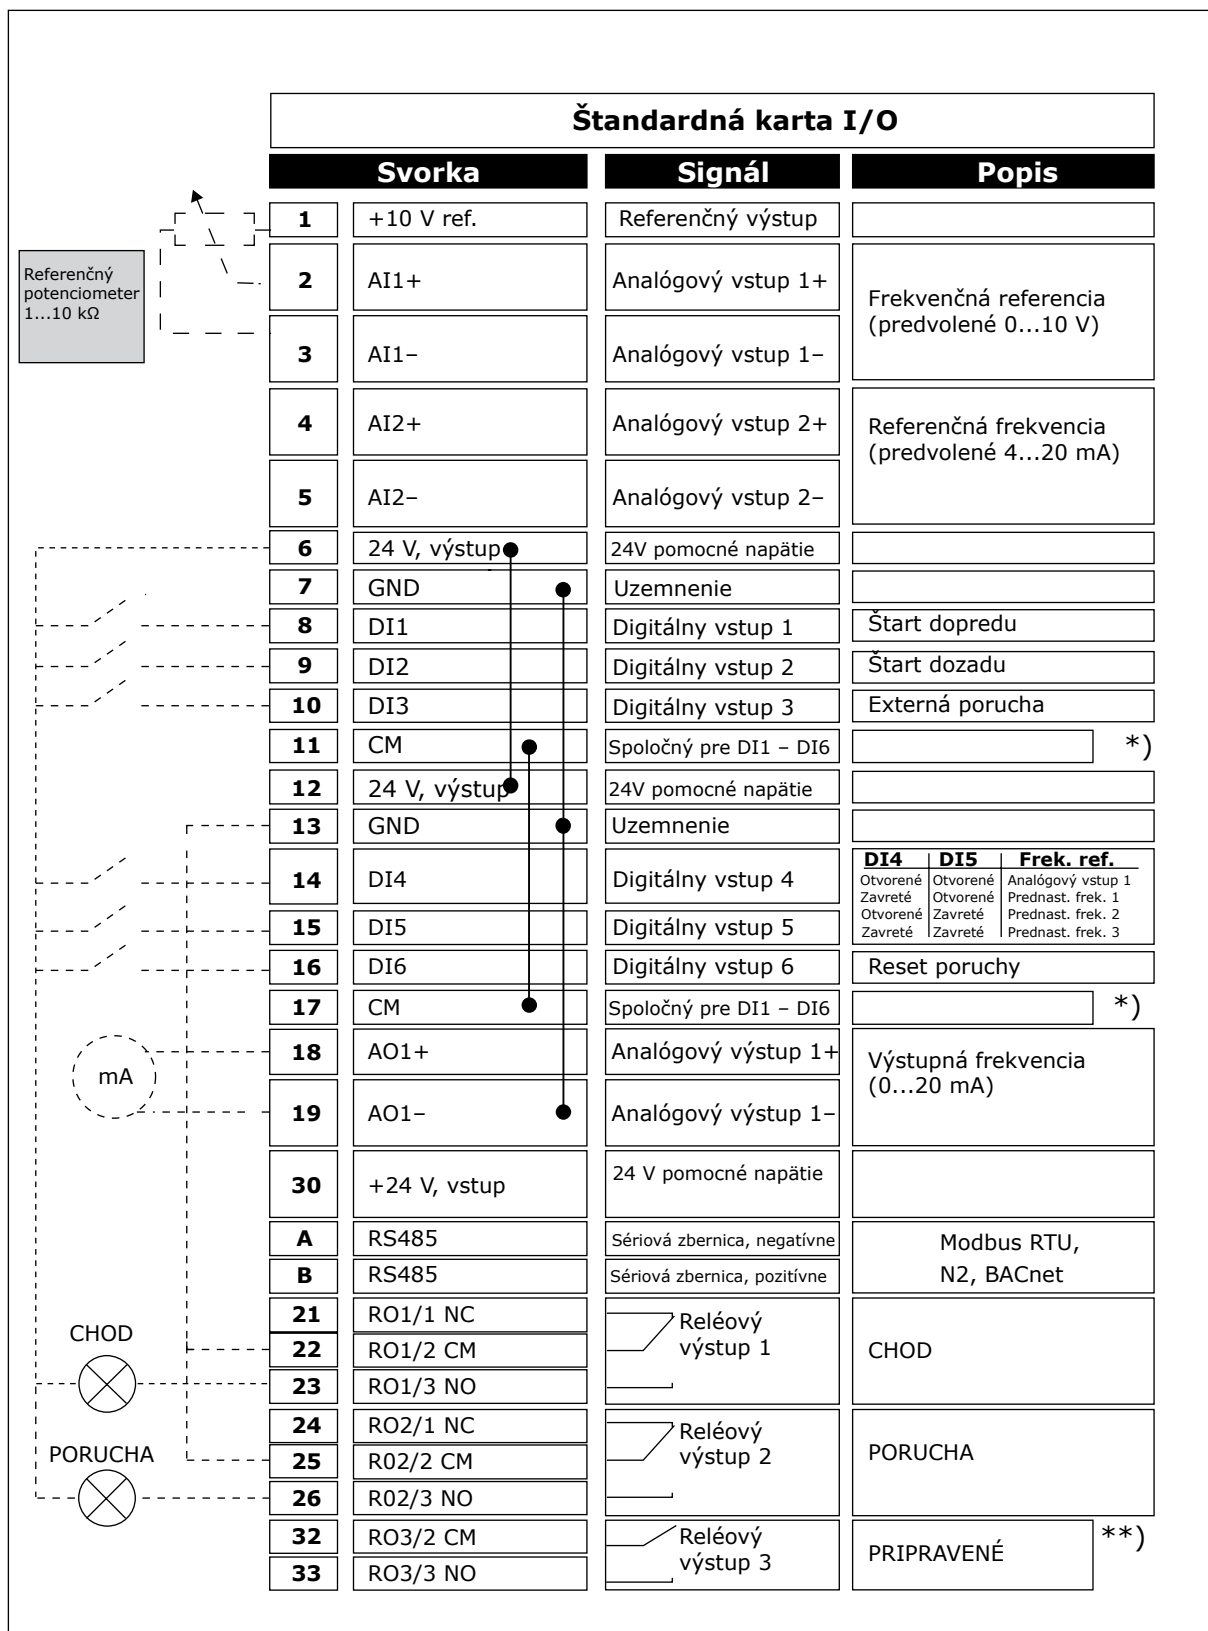 Štandardná karta I/O
Svorka Signál Popis
Referenčný
potenciometer
1...10 kΩ
1 +10 V ref. Referenčný výstup
2 AI1+ Analógový vstup 1+
Frekvenčná referencia
(predvolené 0...10 V)
3 AI1– Analógový vstup 1–
4 AI2+ Analógový vstup 2+
Referenčná frekvencia
(predvolené 4...20 mA)
5 AI2– Analógový vstup 2–
6 24 V, výstup 24V pomocné napätie
7 GND Uzemnenie
8 DI1 Digitálny vstup 1 Štart dopredu
9 DI2 Digitálny vstup 2 Štart dozadu
10 DI3 Digitálny vstup 3 Externá porucha
11 CM Spoločný pre DI1 – DI6 *)
12 24 V, výstup 24V pomocné napätie
13 GND Uzemnenie
14 DI4 Digitálny vstup 4
DI4 DI5 Frek. ref.
Otvorené Otvorené Analógový vstup 1
Zavreté Otvorené Prednast. frek. 1
Otvorené Zavreté Prednast. frek. 2
Zavreté Zavreté Prednast. frek. 3
15 DI5 Digitálny vstup 5
16 DI6 Digitálny vstup 6 Reset poruchy
17 CM Spoločný pre DI1 – DI6 *)
18 AO1+ Analógový výstup 1+
Výstupná frekvencia
(0...20 mA)
mA
19 AO1– Analógový výstup 1–
30 +24 V, vstup 24 V pomocné napätie
A RS485 Sériová zbernica, negatívne
Modbus RTU,
N2, BACnet
B RS485 Sériová zbernica, pozitívne
21 RO1/1 NC
Reléový
výstup 1
CHOD
22 RO1/2 CM
CHOD
23 RO1/3 NO
24 RO2/1 NC
Reléový
výstup 2
PORUCHA
25 R02/2 CM
PORUCHA
26 R02/3 NO
32 RO3/2 CM
Reléový
výstup 3
PRIPRAVENÉ **)
33 RO3/3 NO